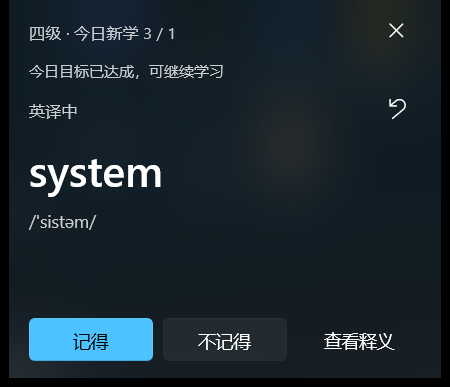 四级 · 今日新学 3 / 1
今日目标已达成，可继续学习
英译中
system
/'sistəm/
记得 不记得 查看释义